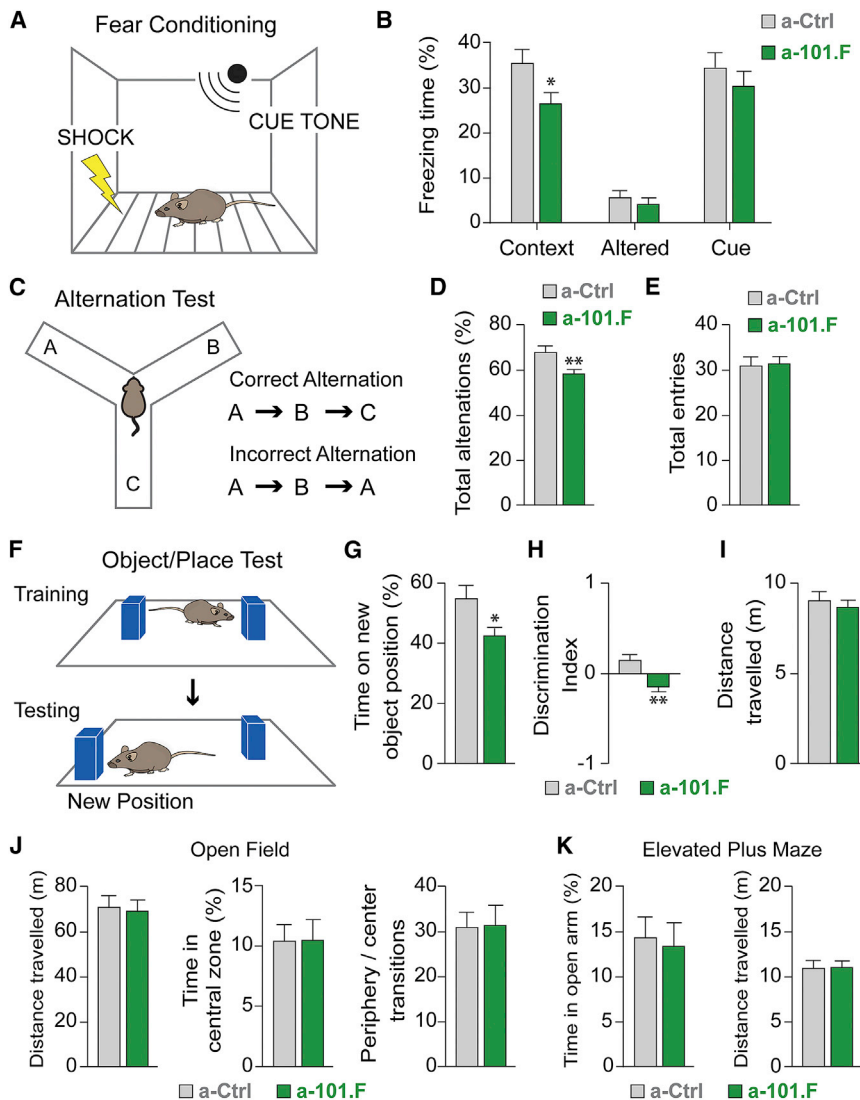 A
Fear Conditioning
SHOCK
CUE TONE
B
a-Ctrl
a-101.F
Freezing time (%)
40
30
20
10
0
*
Context
Altered
Cue
C
Alternation Test
A
B
C
Correct Alternation
A → B → C
Incorrect Alternation
A → B → A
D
a-Ctrl
a-101.F
Total altenations (%)
80
60
40
20
0
**
E
a-Ctrl
a-101.F
Total entries
40
30
20
10
0
F
Object/Place Test
Training
Testing
New Position
G
Time on new
object position (%)
60
40
20
0
*
H
Discrimination
Index
1
0
-1
**
a-Ctrl
a-101.F
I
Distance
travelled (m)
10
5
0
J
Open Field
Distance travelled (m)
80
60
40
20
0
Time in
central zone (%)
15
10
5
0
Periphery / center
transitions
40
30
20
10
0
a-Ctrl
a-101.F
K
Elevated Plus Maze
Time in open arm (%)
20
15
10
5
0
Distance travelled (m)
20
15
10
5
0
a-Ctrl
a-101.F